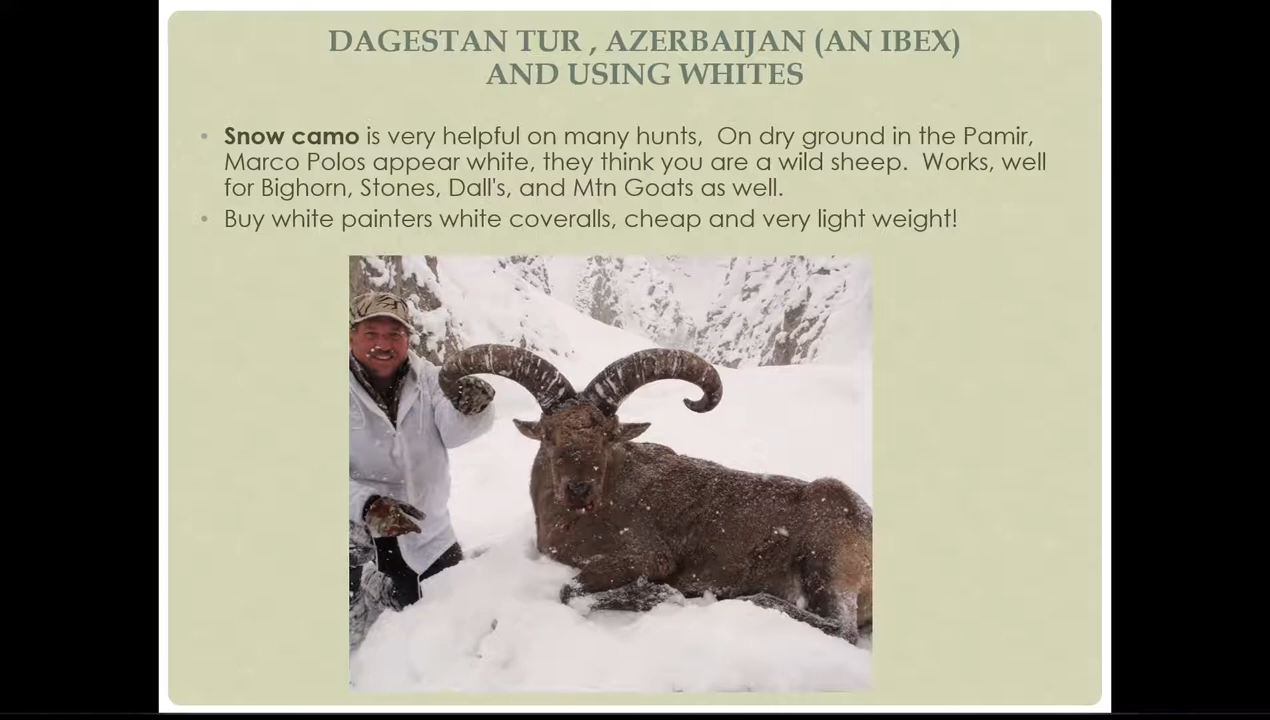 DAGESTAN TUR , AZERBAIJAN (AN IBEX)
AND USING WHITES
• Snow camo is very helpful on many hunts,  On dry ground in the Pamir,
Marco Polos appear white, they think you are a wild sheep.  Works, well
for Bighorn, Stones, Dall's, and Mtn Goats as well.
• Buy white painters white coveralls, cheap and very light weight!